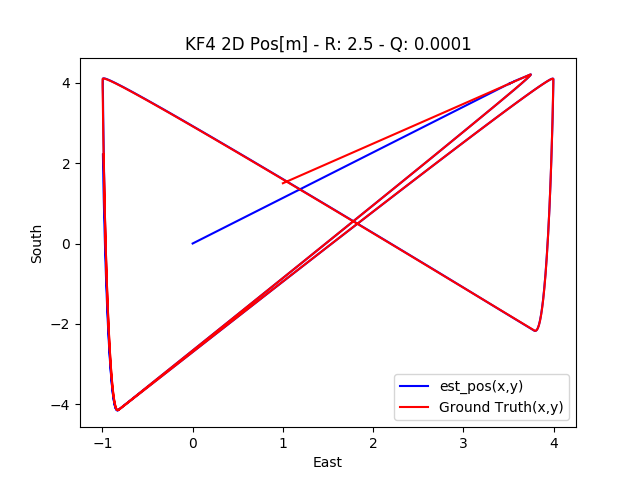 KF4 2D Pos[m] - R: 2.5 - Q: 0.0001
South
4
2
0
−2
−4
est_pos(x,y)
Ground Truth(x,y)
−1 0 1 2 3 4
East